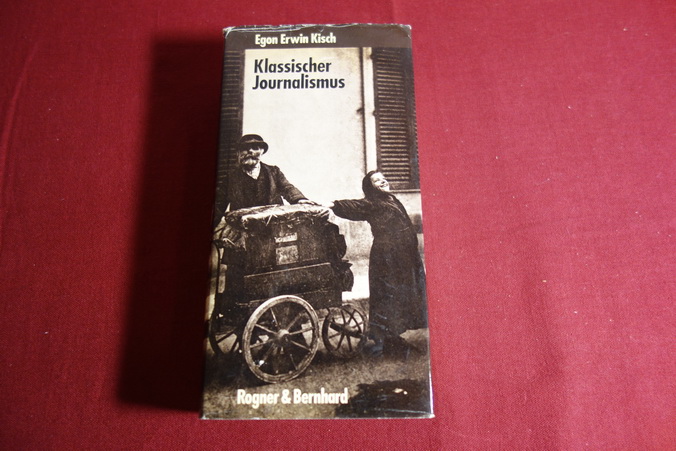 Egon Erwin Kisch
Klassischer
Journalismus
Rogner & Bernhard